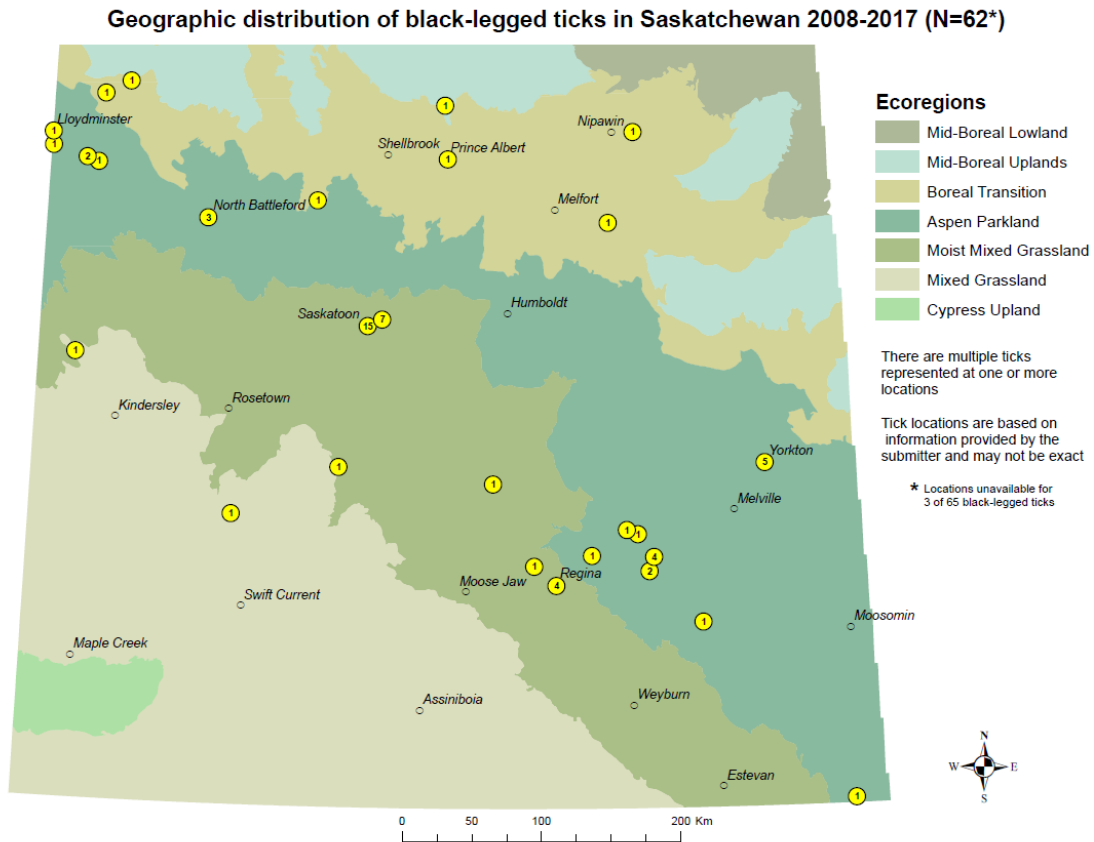 Geographic distribution of black-legged ticks in Saskatchewan 2008-2017 (N=62*)
1
1
1
Lloydminster
1
1
2
1
Nipawin
1
Shellbrook
Prince Albert
1
North Battleford
3
1
Melfort
1
Saskatoon
15
7
Humboldt
1
Kindersley
Rosetown
1
1
1
Yorkton
5
Melville
1
1
1
4
2
1
Regina
4
Moose Jaw
Swift Current
1
Moosomin
Maple Creek
Assiniboia
Weyburn
Estevan
1
Ecoregions
Mid-Boreal Lowland
Mid-Boreal Uplands
Boreal Transition
Aspen Parkland
Moist Mixed Grassland
Mixed Grassland
Cypress Upland
There are multiple ticks
represented at one or more
locations
Tick locations are based on
information provided by the
submitter and may not be exact
* Locations unavailable for
3 of 65 black-legged ticks
N
W E
S
0 50 100 200 Km